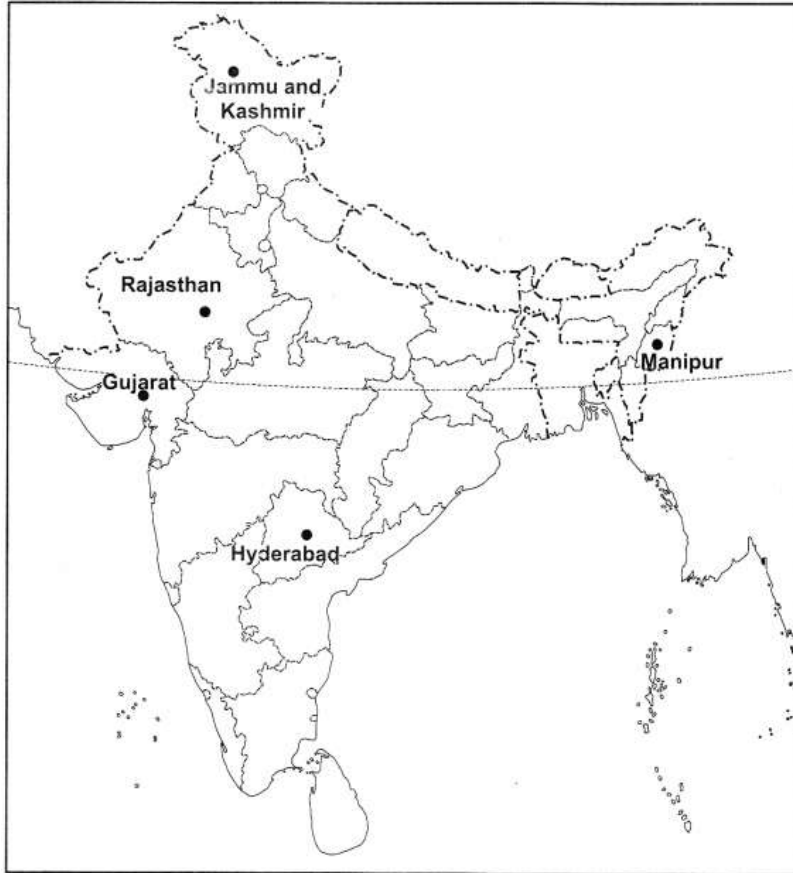 Jammu and
Kashmir
Rajasthan
Gujarat
Manipur
Hyderabad